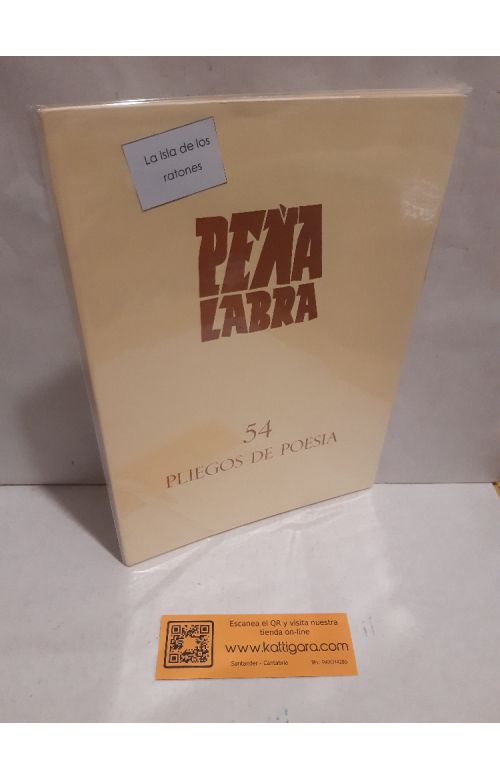 La Isla de los
ratones
PEÑA
LABRA
54
PLIEGOS DE POESIA
Escanea el QR y visita nuestra
tienda on-line
www.kattigara.com
Santander - Cantabria